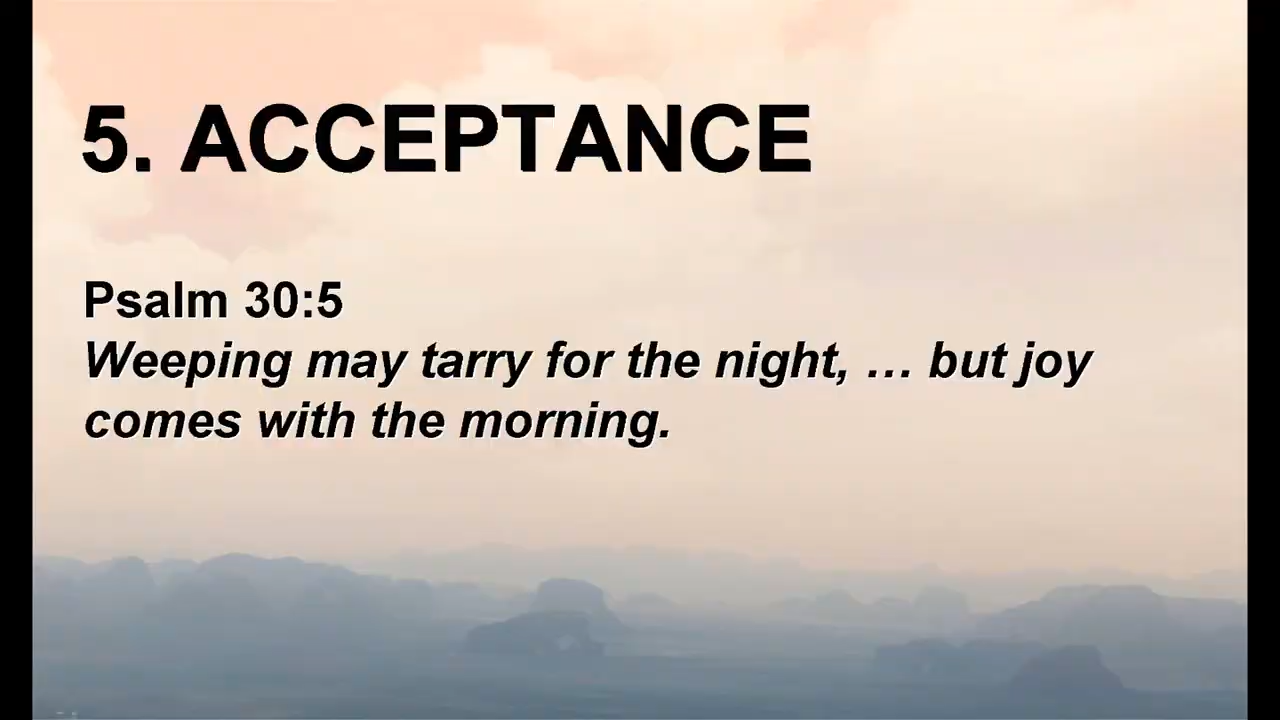 5. ACCEPTANCE
Psalm 30:5
Weeping may tarry for the night, … but joy
comes with the morning.